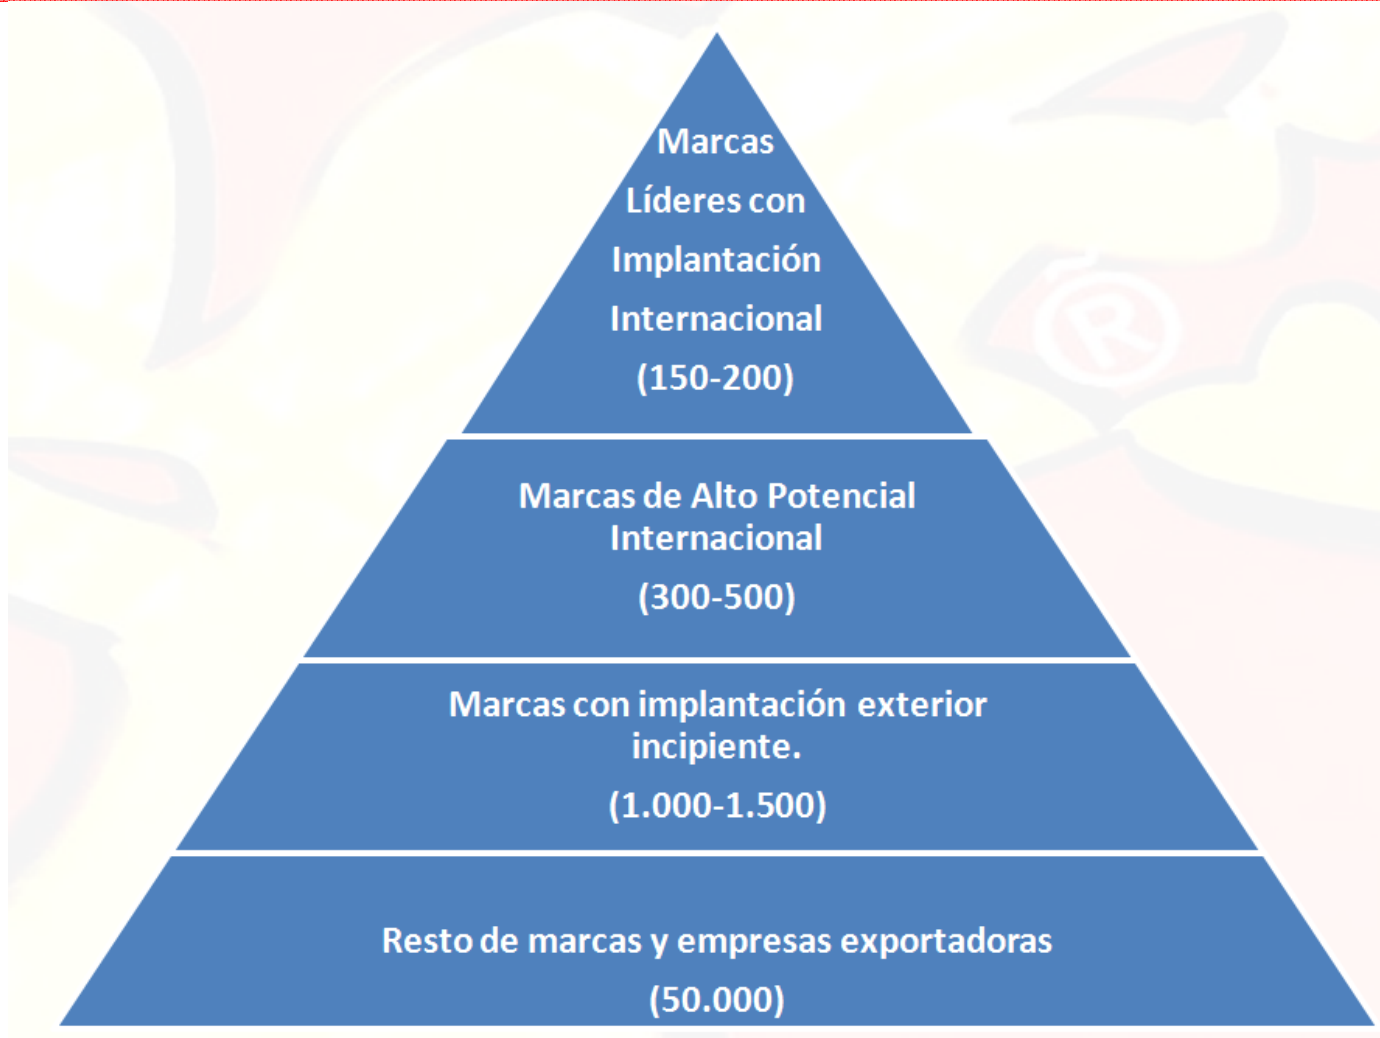 Marcas
Líderes con
Implantación
Internacional
(150-200)
Marcas de Alto Potencial
Internacional
(300-500)
Marcas con implantación exterior
incipiente.
(1.000-1.500)
Resto de marcas y empresas exportadoras
(50.000)
R̃